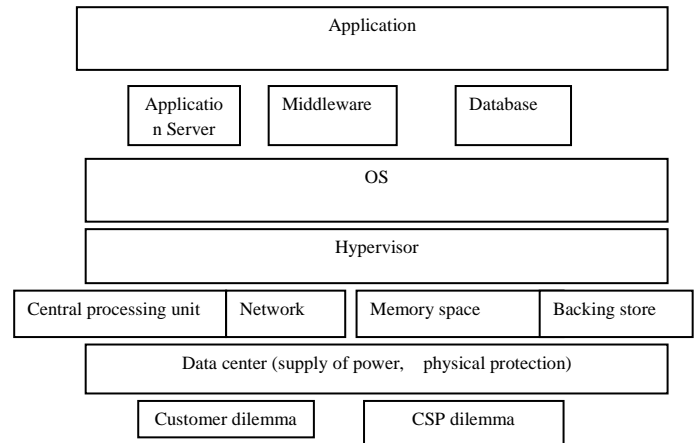 Application
Applicatio
n Server
Middleware
Database
OS
Hypervisor
Central processing unit
Network
Memory space
Backing store
Data center (supply of power, physical protection)
Customer dilemma
CSP dilemma